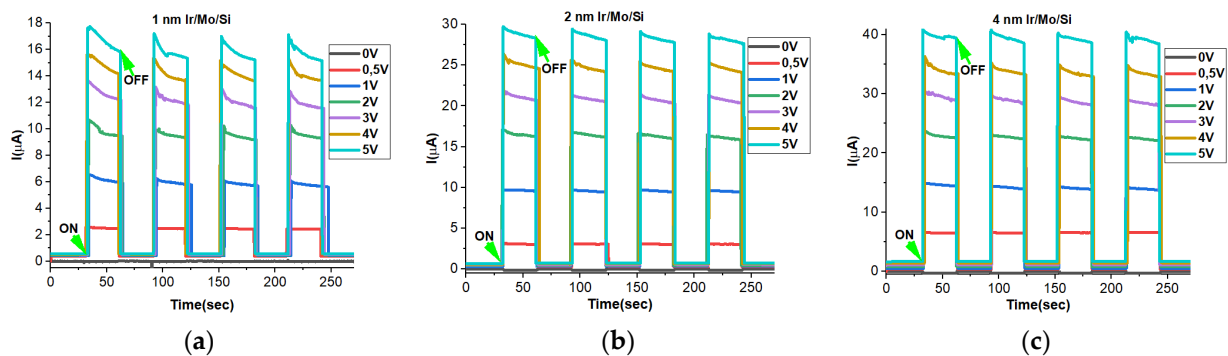 1 nm Ir/Mo/Si
18
16
14
12
10
8
6
4
2
0
I(μA)
ON
OFF
0V
0,5V
1V
2V
3V
4V
5V
0 50 100 150 200 250
Time(sec)
(a)
2 nm Ir/Mo/Si
30
25
20
15
10
5
0
I(μA)
ON
OFF
0V
0,5V
1V
2V
3V
4V
5V
0 50 100 150 200 250
Time(sec)
(b)
4 nm Ir/Mo/Si
40
30
20
10
0
I(μA)
ON
OFF
0V
0,5V
1V
2V
3V
4V
5V
0 50 100 150 200 250
Time(sec)
(c)